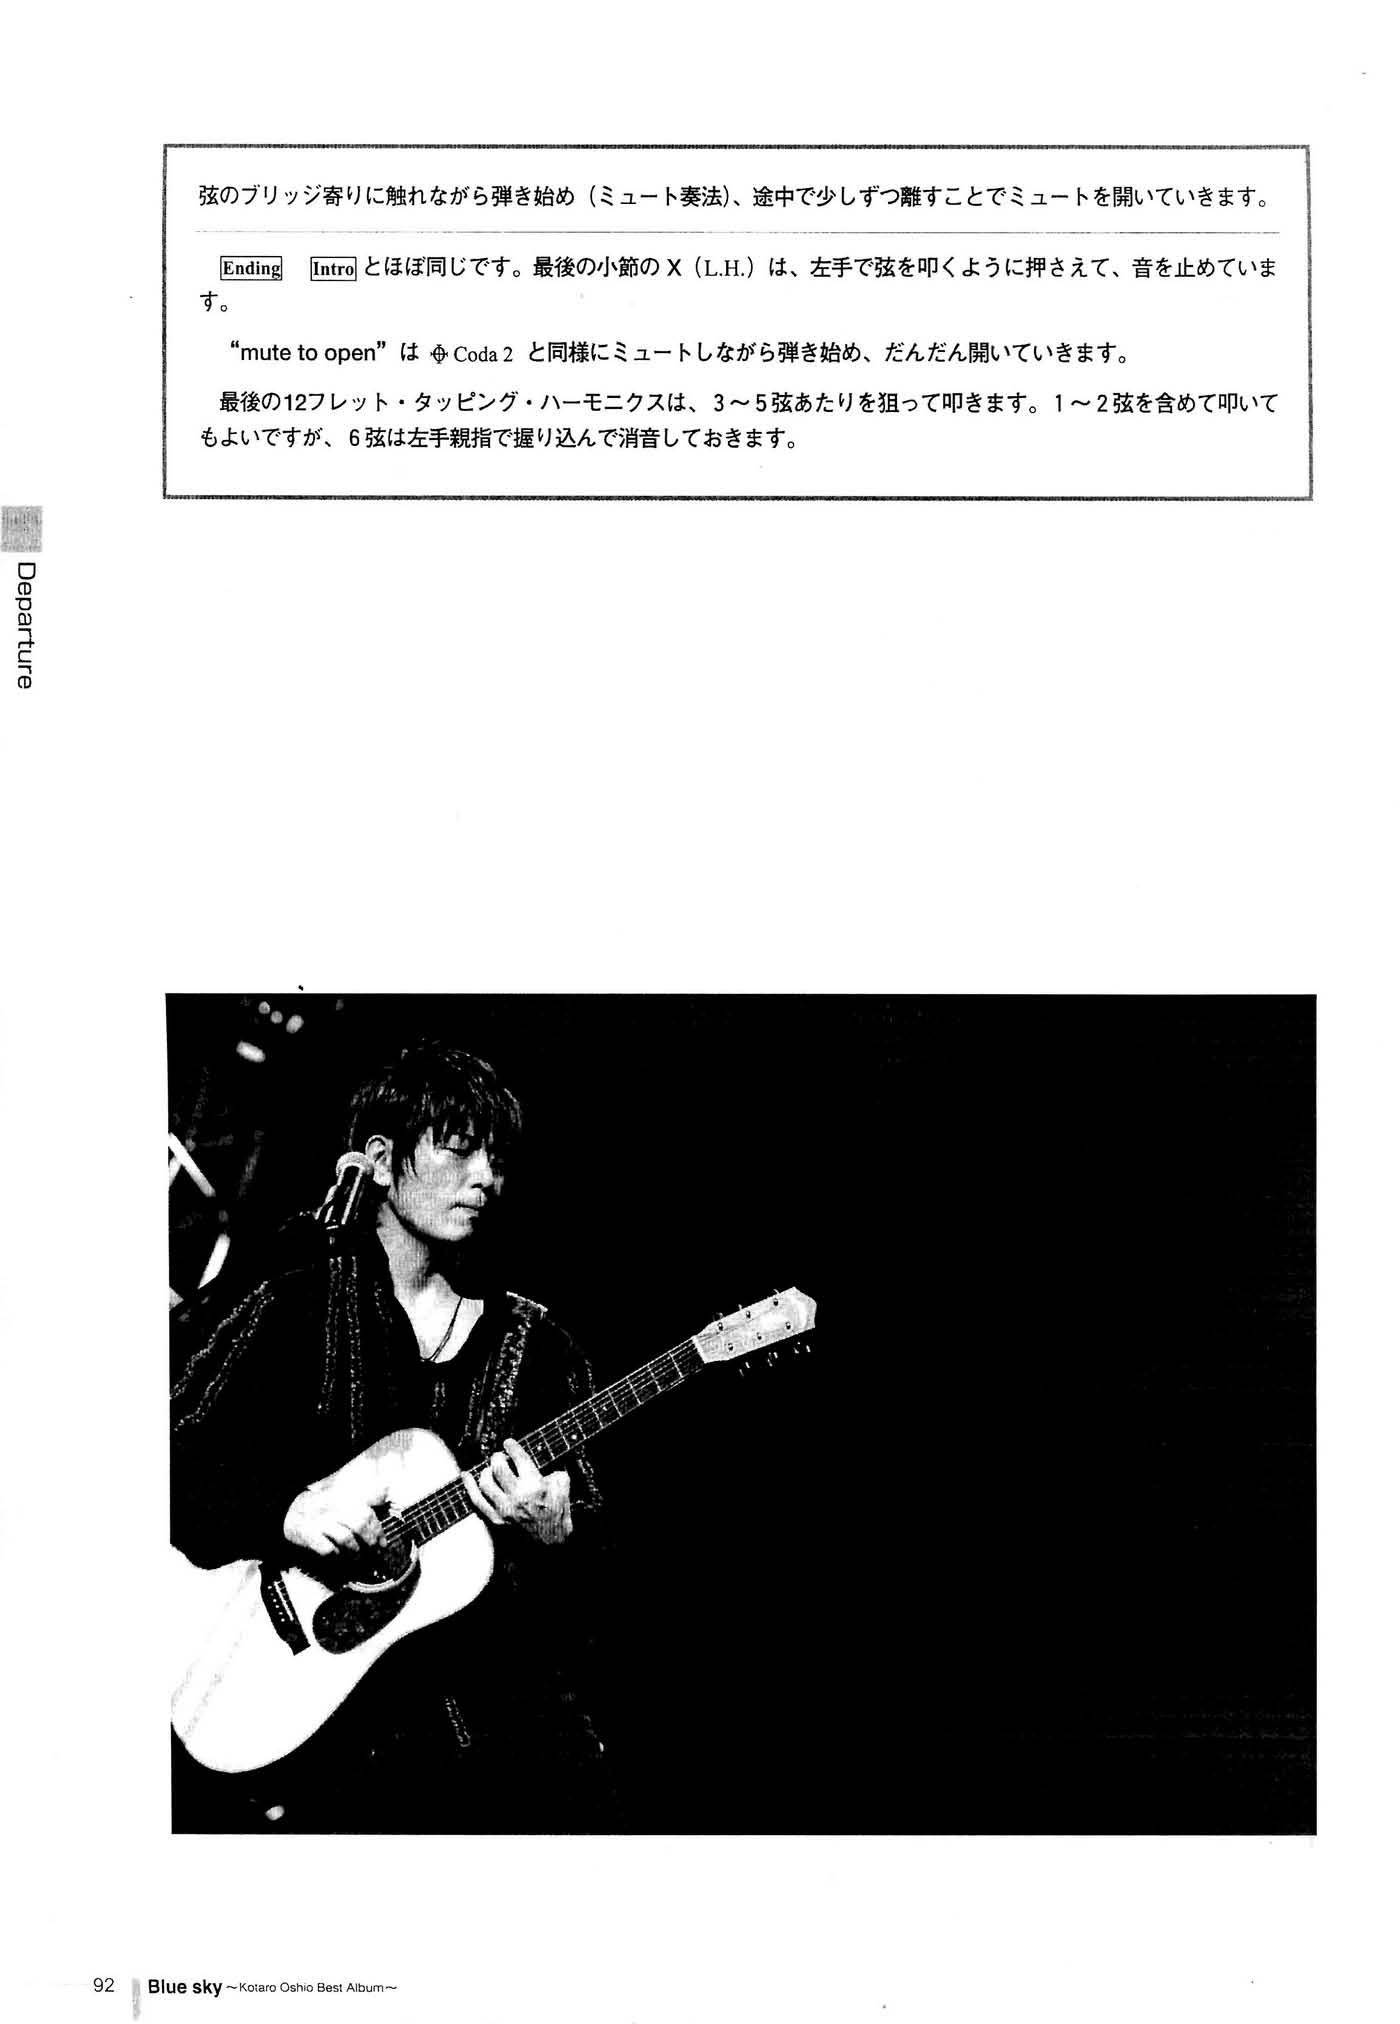 弦のブリッジ寄りに触れながら弾き始め（ミュート奏法）、途中で少しずつ離すことでミュートを開いていきます。
Ending Intro とほぼ同じです。最後の小節の X（L.H.）は、左手で弦を叩くように押さえて、音を止めていま
す。
“mute to open” は Coda 2 と同様にミュートしながら弾き始め、だんだん開いていきます。
最後の12フレット・タッピング・ハーモニクスは、3〜5弦あたりを狙って叩きます。1〜2弦を含めて叩いて
もよいですが、6弦は左手親指で握り込んで消音しておきます。
Departure
92 Blue sky 〜Kotaro Oshio Best Album〜